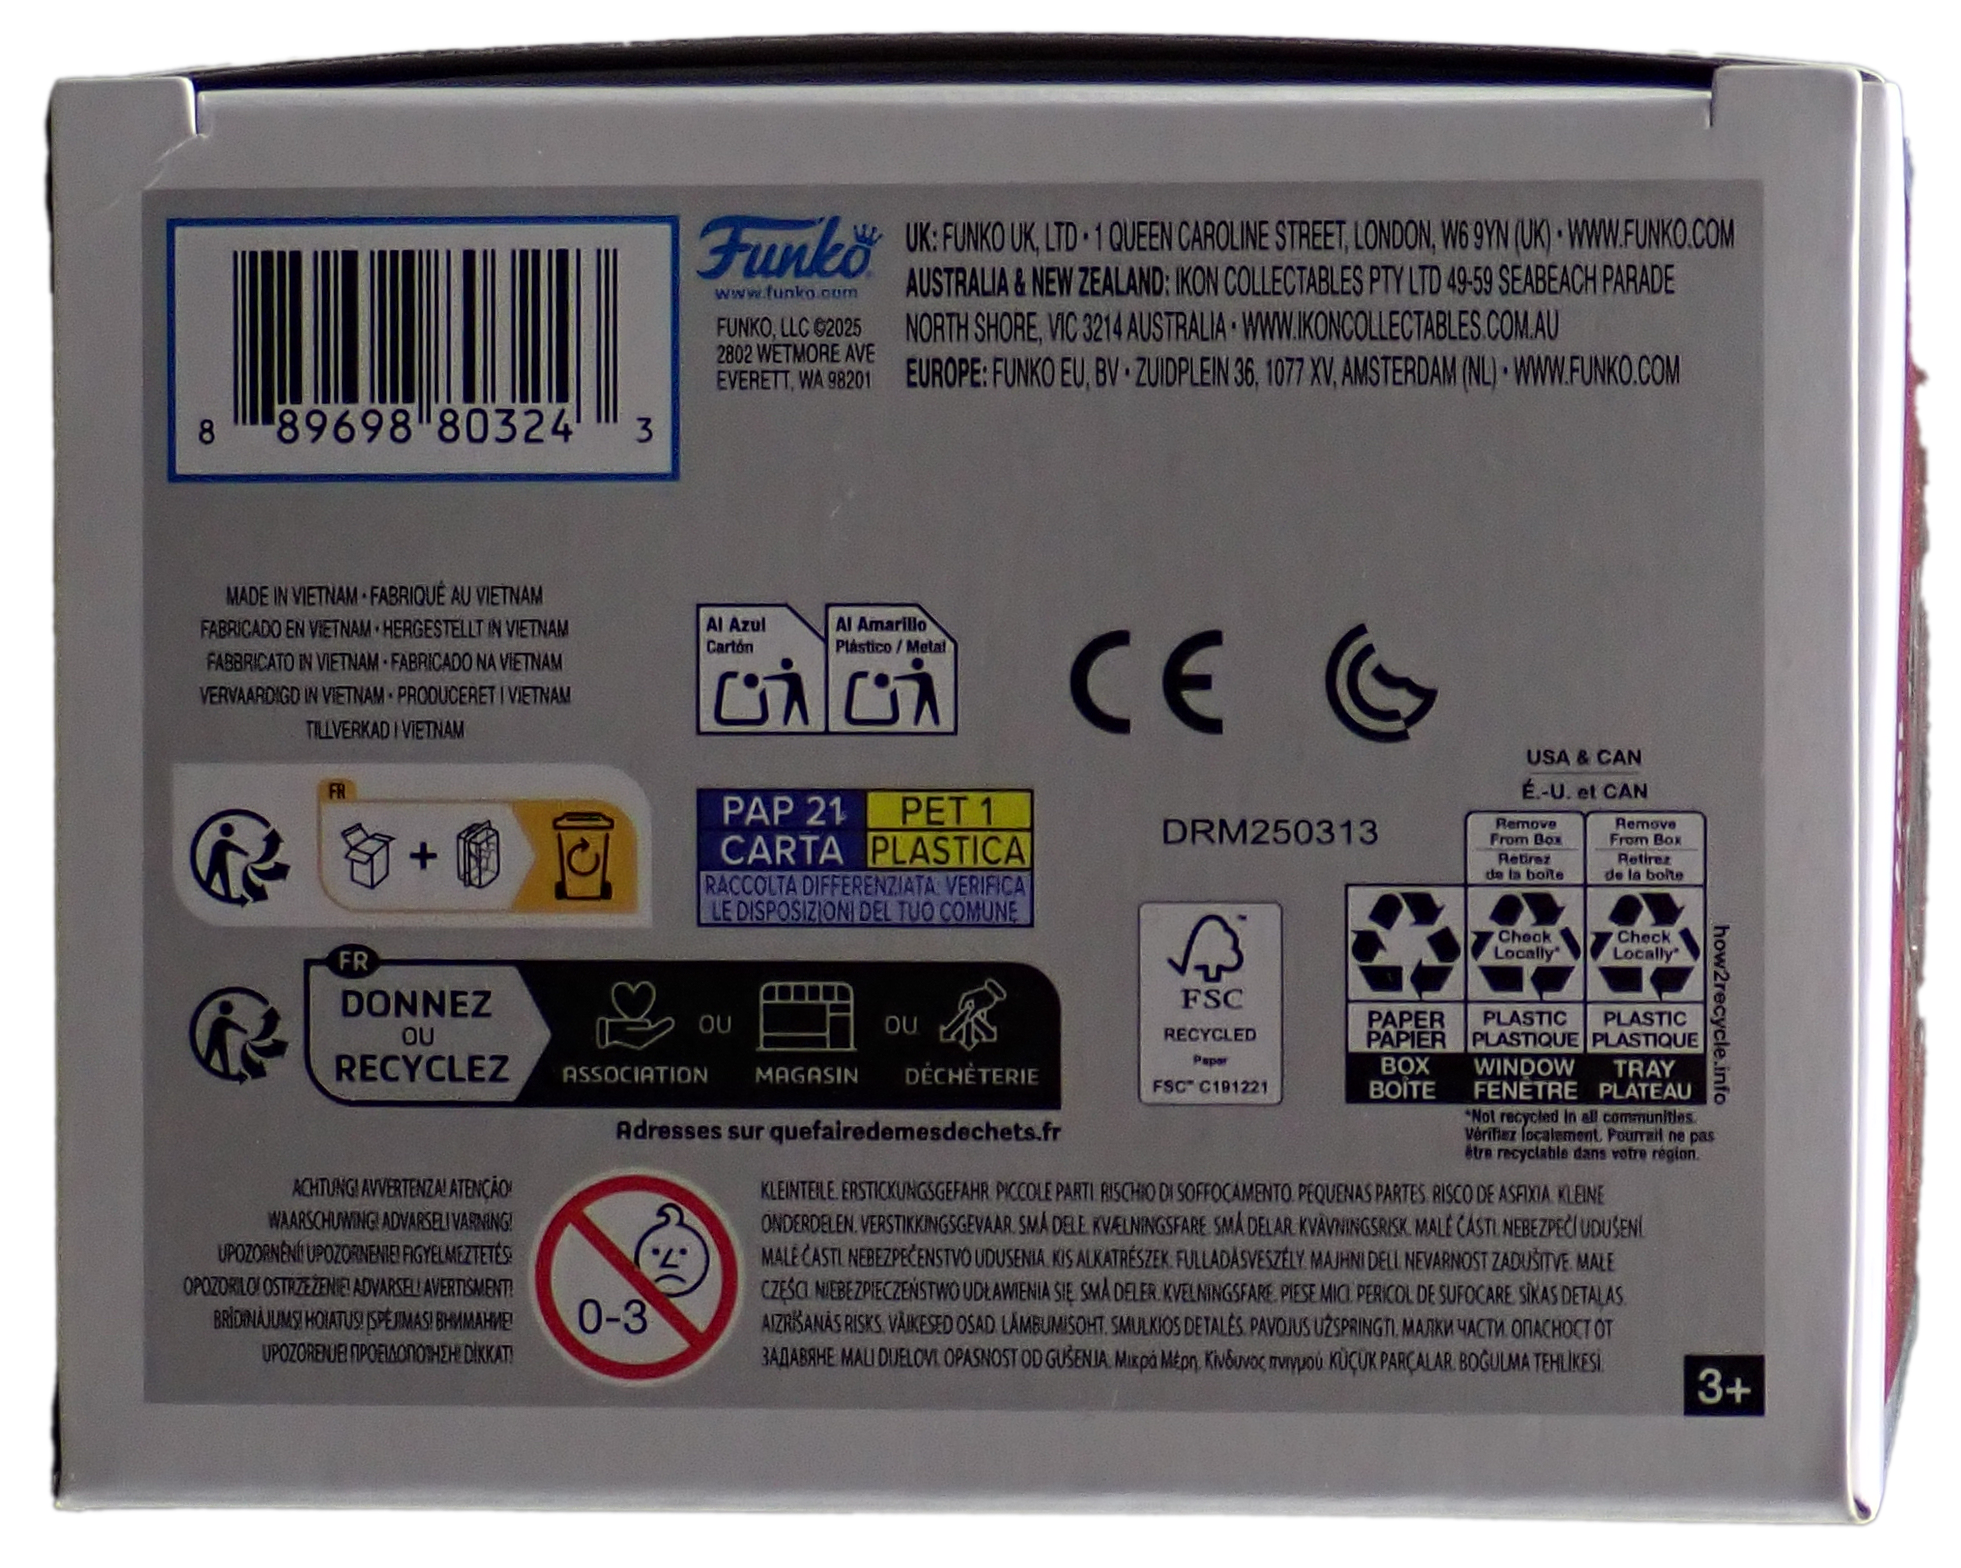 8 89698 80324 3
Funko
www.funko.com
FUNKO, LLC ©2025
2802 WETMORE AVE
EVERETT, WA 98201
UK: FUNKO UK, LTD • 1 QUEEN CAROLINE STREET, LONDON, W6 9YN (UK) • WWW.FUNKO.COM
AUSTRALIA & NEW ZEALAND: IKON COLLECTABLES PTY LTD 49-59 SEABEACH PARADE
NORTH SHORE, VIC 3214 AUSTRALIA • WWW.IKONCOLLECTABLES.COM.AU
EUROPE: FUNKO EU, BV • ZUIDPLEIN 36, 1077 XV, AMSTERDAM (NL) • WWW.FUNKO.COM
MADE IN VIETNAM • FABRIQUÉ AU VIETNAM
FABRICADO EN VIETNAM • HERGESTELLT IN VIETNAM
FABBRICATO IN VIETNAM • FABRICADO NA VIETNAM
VERVAARDIGD IN VIETNAM • PRODUCERET I VIETNAM
TILLVERKAD I VIETNAM
Al Azul
Cartón
Al Amarillo
Plástico / Metal
CE
FR
+
PAP 21
CARTA
PET 1
PLASTICA
RACCOLTA DIFFERENZIATA. VERIFICA
LE DISPOSIZIONI DEL TUO COMUNE
DRM250313
USA & CAN
É.-U. et CAN
Remove
From Box
Retirez
de la boîte
Remove
From Box
Retirez
de la boîte
Check
Locally*
Check
Locally*
PAPER
PAPIER
PLASTIC
PLASTIQUE
PLASTIC
PLASTIQUE
BOX
BOÎTE
WINDOW
FENÊTRE
TRAY
PLATEAU
how2recycle.info
*Not recycled in all communities.
Vérifiez localement. Pourrait ne pas
être recyclable dans votre région.
FSC™
RECYCLED
Paper
FSC™ C191221
FR
DONNEZ
OU
RECYCLEZ
ASSOCIATION
OU
MAGASIN
OU
DÉCHÈTERIE
Adresses sur quefairedemesdechets.fr
ACHTUNG! AVVERTENZA! ATENÇÃO!
WAARSCHUWING! ADVARSEL! VARNING!
UPOZORNĚNÍ! UPOZORNENIE! FIGYELMEZTETÉS!
OPOZORILO! OSTRZEŻENIE! ADVARSEL! AVERTISMENT!
BRĪDINĀJUMS! HOIATUS! ĮSPĖJIMAS! ВНИМАНИЕ!
UPOZORENJE! ΠΡΟΕΙΔΟΠΟΊΗΣΗ! DİKKAT!
0-3
KLEINTEILE. ERSTICKUNGSGEFAHR. PICCOLE PARTI. RISCHIO DI SOFFOCAMENTO. PEQUENAS PARTES. RISCO DE ASFIXIA. KLEINE
ONDERDELEN. VERSTIKKINGSGEVAAR. SMÅ DELE. KVÆLNINGSFARE. SMÅ DELAR. KVÄVNINGSRISK. MALÉ ČÁSTI. NEBEZPEČÍ UDUŠENÍ.
MALÉ ČASTI. NEBEZPEČENSTVO UDUSENIA. KIS ALKATRÉSZEK. FULLADÁSVESZÉLY. MAJHNI DELI. NEVARNOST ZADUŠITVE. MAŁE
CZĘŚCI. NIEBEZPIECZEŃSTWO UDŁAWIENIA SIĘ. SMÅ DELER. KVELNINGSFARE. PIESE MICI. PERICOL DE SUFOCARE. SĪKAS DETAĻAS.
AIZRĪŠANĀS RISKS. VÄIKESED OSAD. LÄMBUMISOHT. SMULKIOS DETALĖS. PAVOJUS UŽSPRINGTI. МАЛКИ ЧАСТИ. ОПАСНОСТ ОТ
ЗАДАВЯНЕ. MALI DIJELOVI. OPASNOST OD GUŠENJA. Μικρά Μέρη. Κίνδυνος πνιγμού. KÜÇÜK PARÇALAR. BOĞULMA TEHLİKESİ.
3+